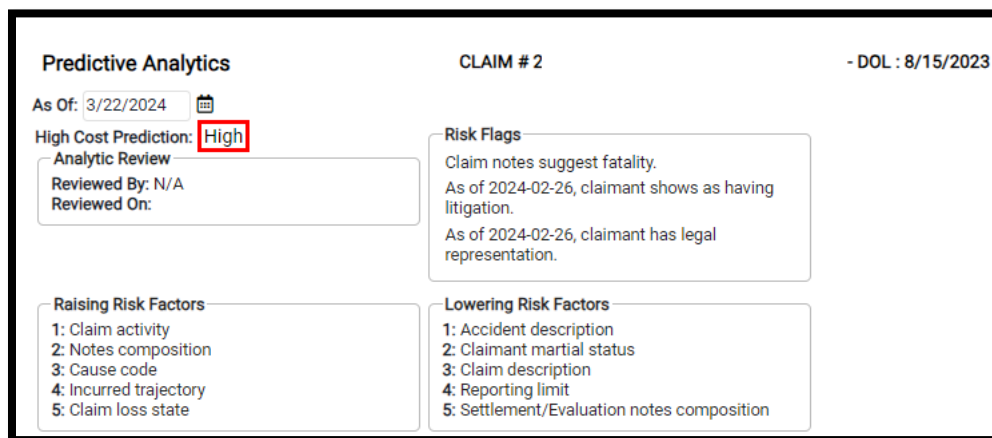 Predictive Analytics
CLAIM # 2
- DOL : 8/15/2023
As Of: 3/22/2024
High Cost Prediction: High
Analytic Review
Reviewed By: N/A
Reviewed On:
Risk Flags
Claim notes suggest fatality.
As of 2024-02-26, claimant shows as having
litigation.
As of 2024-02-26, claimant has legal
representation.
Raising Risk Factors
1: Claim activity
2: Notes composition
3: Cause code
4: Incurred trajectory
5: Claim loss state
Lowering Risk Factors
1: Accident description
2: Claimant martial status
3: Claim description
4: Reporting limit
5: Settlement/Evaluation notes composition